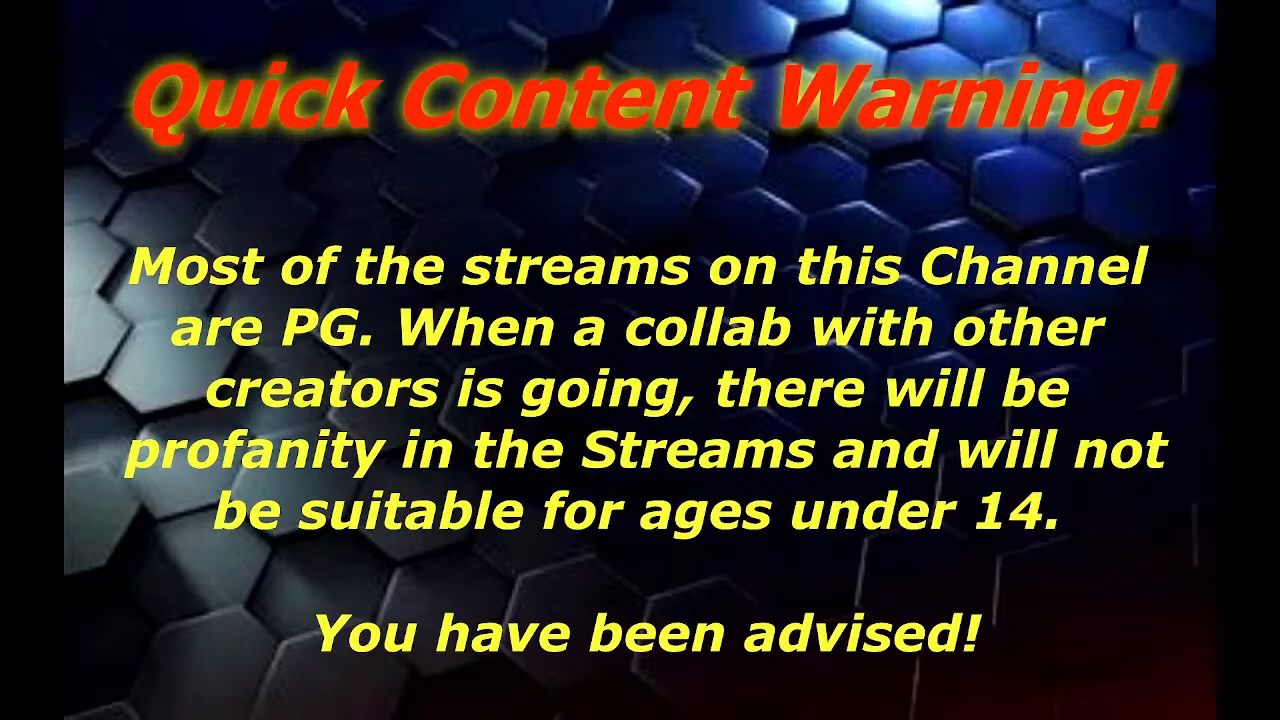 Quick Content Warning!
Most of the streams on this Channel
are PG. When a collab with other
creators is going, there will be
profanity in the Streams and will not
be suitable for ages under 14.
You have been advised!